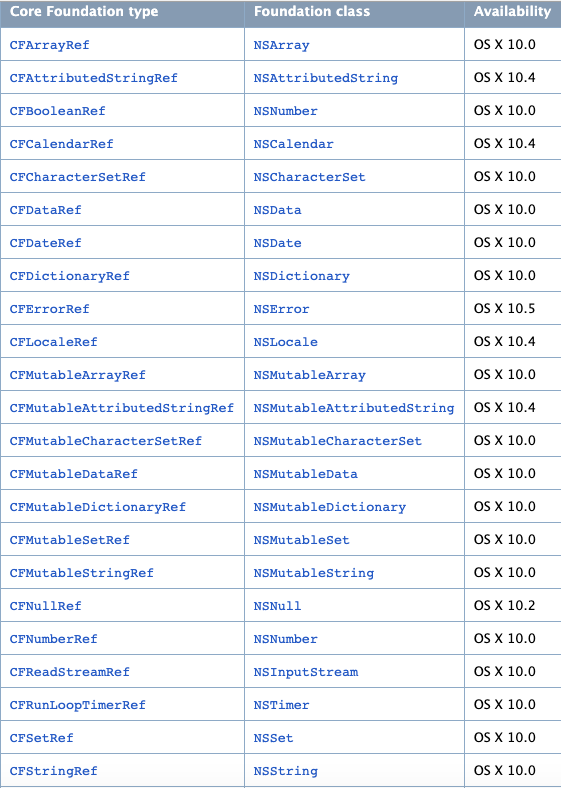 Core Foundation type Foundation class Availability
CFArrayRef NSArray OS X 10.0
CFAttributedStringRef NSAttributedString OS X 10.4
CFBooleanRef NSNumber OS X 10.0
CFCalendarRef NSCalendar OS X 10.4
CFCharacterSetRef NSCharacterSet OS X 10.0
CFDataRef NSData OS X 10.0
CFDateRef NSDate OS X 10.0
CFDictionaryRef NSDictionary OS X 10.0
CFErrorRef NSError OS X 10.5
CFLocaleRef NSLocale OS X 10.4
CFMutableArrayRef NSMutableArray OS X 10.0
CFMutableAttributedStringRef NSMutableAttributedString OS X 10.4
CFMutableCharacterSetRef NSMutableCharacterSet OS X 10.0
CFMutableDataRef NSMutableData OS X 10.0
CFMutableDictionaryRef NSMutableDictionary OS X 10.0
CFMutableSetRef NSMutableSet OS X 10.0
CFMutableStringRef NSMutableString OS X 10.0
CFNullRef NSNull OS X 10.2
CFNumberRef NSNumber OS X 10.0
CFReadStreamRef NSInputStream OS X 10.0
CFRunLoopTimerRef NSTimer OS X 10.0
CFSetRef NSSet OS X 10.0
CFStringRef NSString OS X 10.0